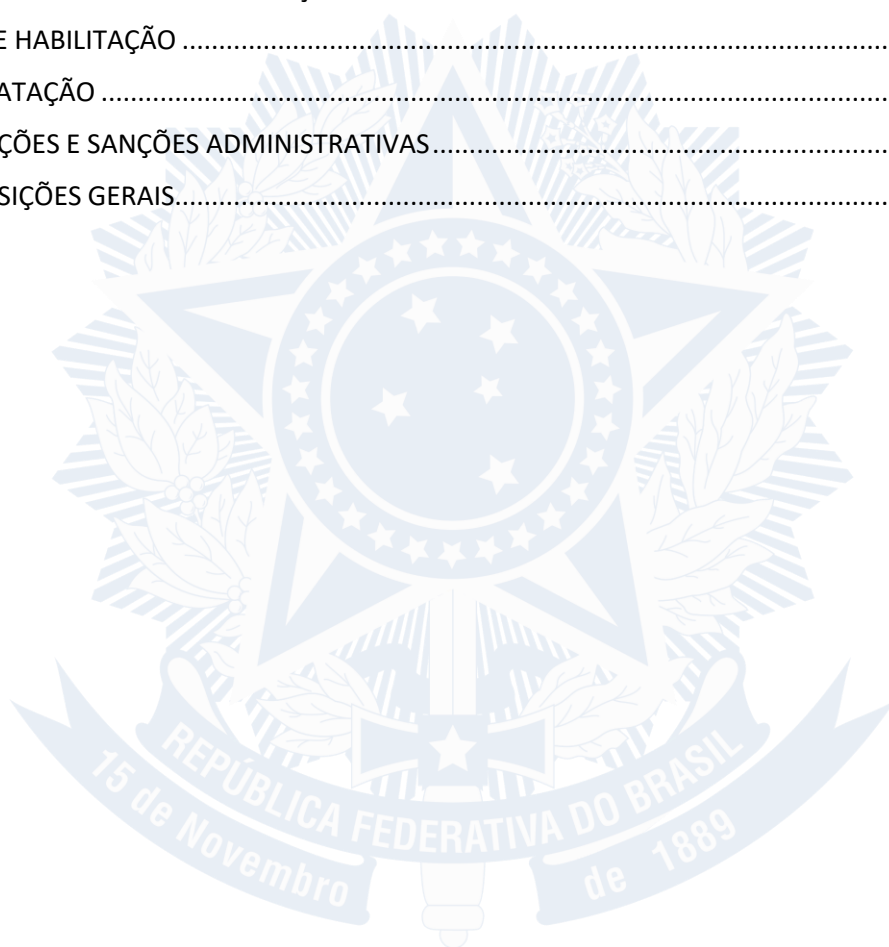 E HABILITAÇÃO
ATAÇÃO
ÇÕES E SANÇÕES ADMINISTRATIVAS
SIÇÕES GERAIS
REPÚBLICA FEDERATIVA DO BRASIL
15 de Novembro de 1889